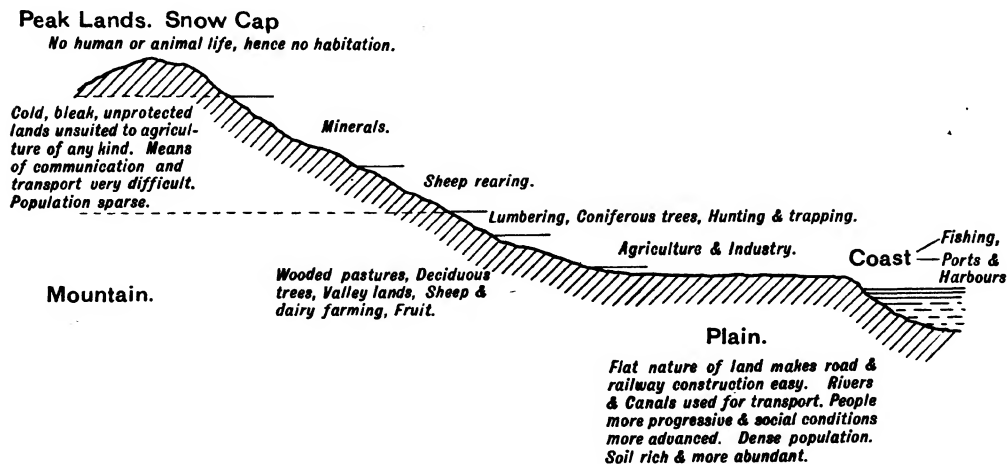 Peak Lands. Snow Cap
No human or animal life, hence no habitation.
Cold, bleak, unprotected
lands unsuited to agricul-
ture of any kind. Means
of communication and
transport very difficult.
Population sparse.
Minerals.
Sheep rearing.
Lumbering, Coniferous trees, Hunting & trapping.
Agriculture & Industry.
Coast
Fishing,
Ports &
Harbours
Mountain.
Wooded pastures, Deciduous
trees, Valley lands, Sheep &
dairy farming, Fruit.
Plain.
Flat nature of land makes road &
railway construction easy. Rivers
& Canals used for transport. People
more progressive & social conditions
more advanced. Dense population.
Soil rich & more abundant.